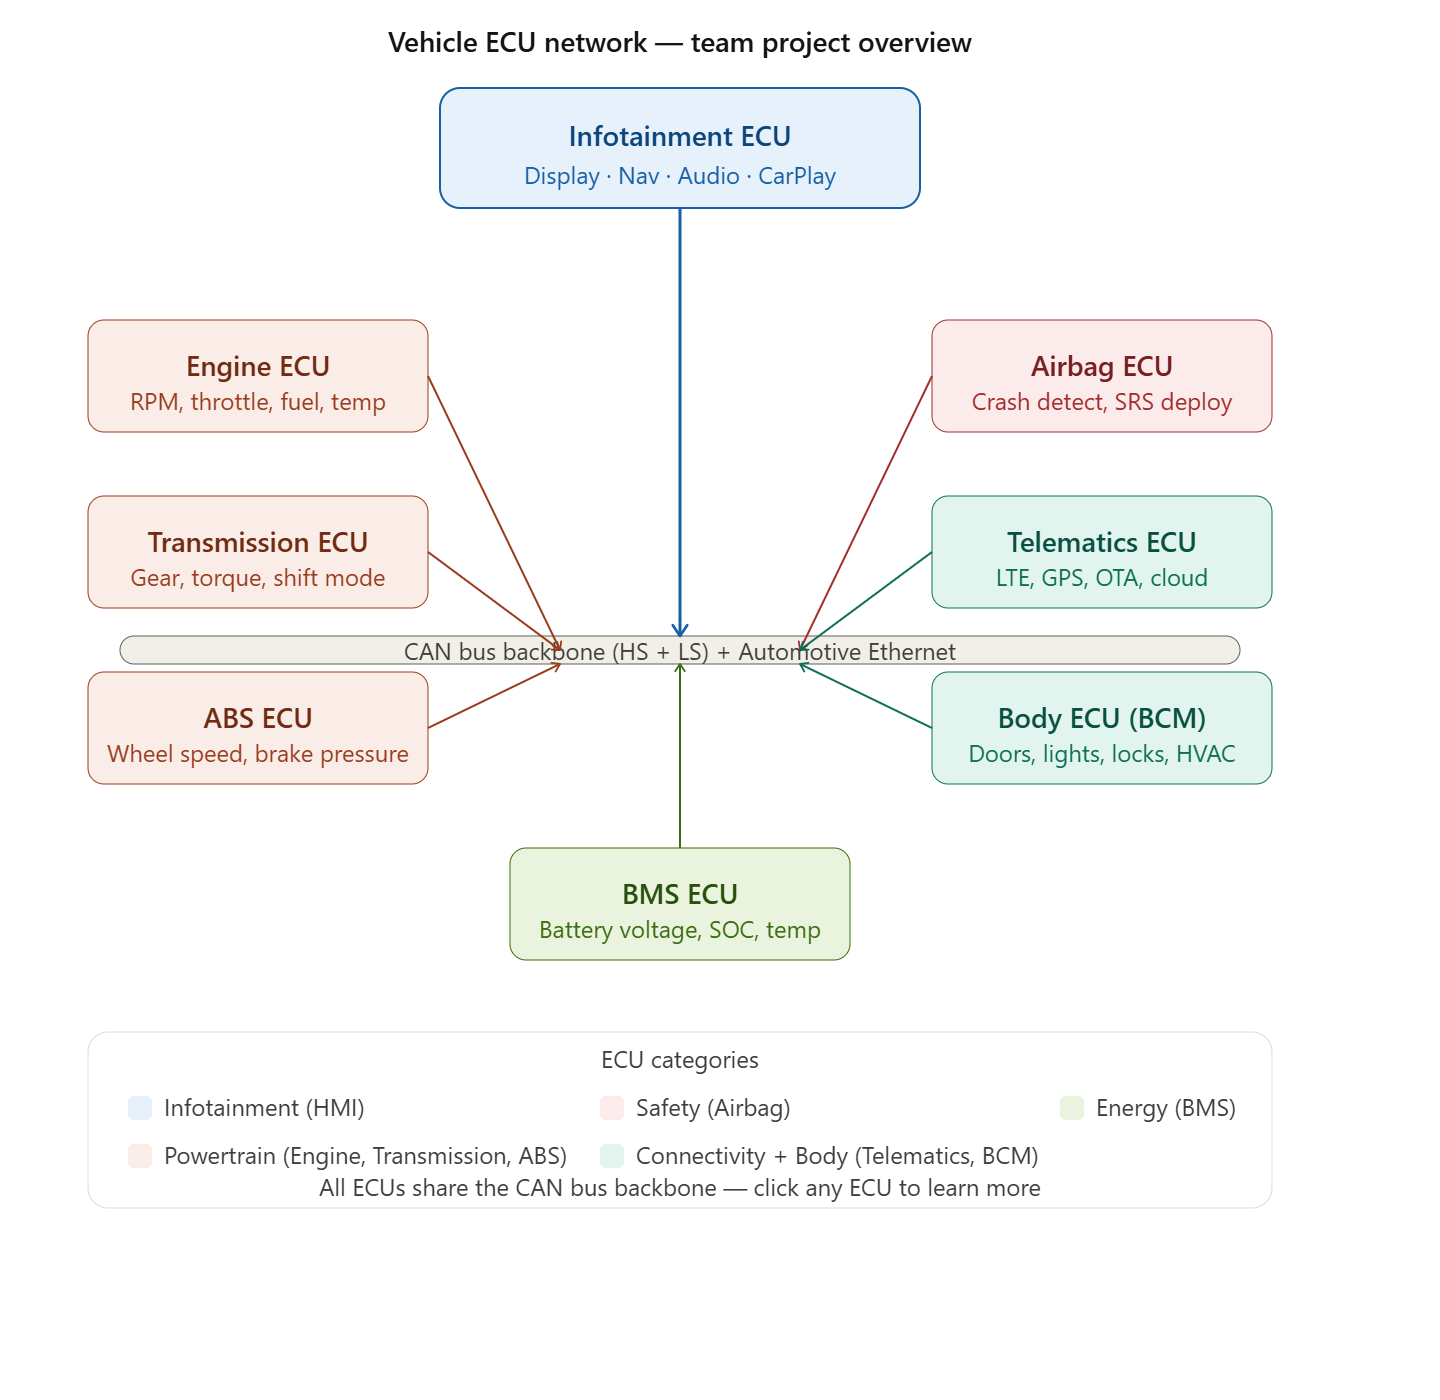 Vehicle ECU network — team project overview
Infotainment ECU
Display · Nav · Audio · CarPlay
Engine ECU
RPM, throttle, fuel, temp
Airbag ECU
Crash detect, SRS deploy
Transmission ECU
Gear, torque, shift mode
Telematics ECU
LTE, GPS, OTA, cloud
CAN bus backbone (HS + LS) + Automotive Ethernet
ABS ECU
Wheel speed, brake pressure
Body ECU (BCM)
Doors, lights, locks, HVAC
BMS ECU
Battery voltage, SOC, temp
ECU categories
Infotainment (HMI)
Safety (Airbag)
Energy (BMS)
Powertrain (Engine, Transmission, ABS)
Connectivity + Body (Telematics, BCM)
All ECUs share the CAN bus backbone — click any ECU to learn more